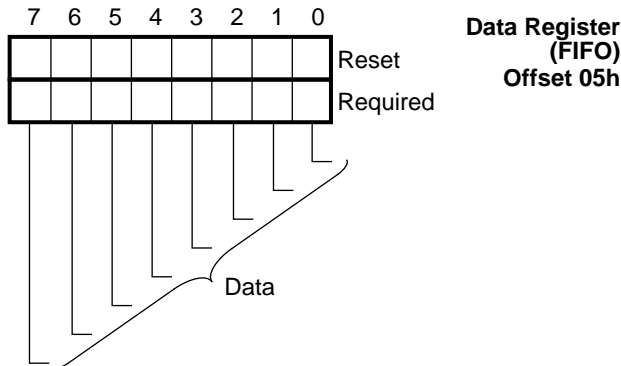 7 6 5 4 3 2 1 0
Data Register
(FIFO)
Offset 05h
Reset
Required
Data